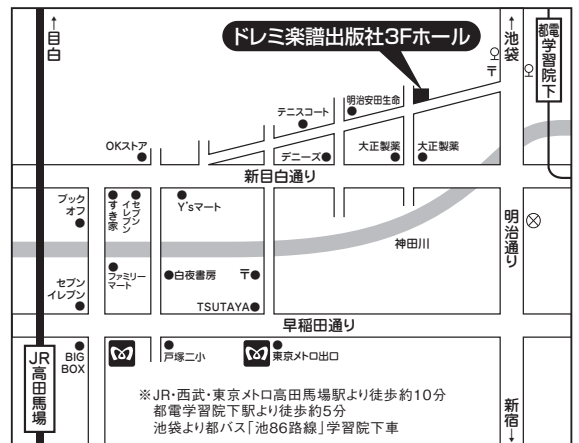 ドレミ楽譜出版社3Fホール
↑目白
↑池袋
都電学習院下
〒
明治安田生命
テニスコート
OKストア
デニーズ
大正製薬
大正製薬
新目白通り
ブックオフ
すき家
セブンイレブン
Y'sマート
明治通り
神田川
セブンイレブン
ファミリーマート
白夜書房
〒
TSUTAYA
早稲田通り
JR高田馬場
BIG
BOX
戸塚二小
東京メトロ出口
※JR・西武・東京メトロ高田馬場駅より徒歩約10分
都電学習院下駅より徒歩約5分
池袋より都バス「池86路線」学習院下車
新宿↓